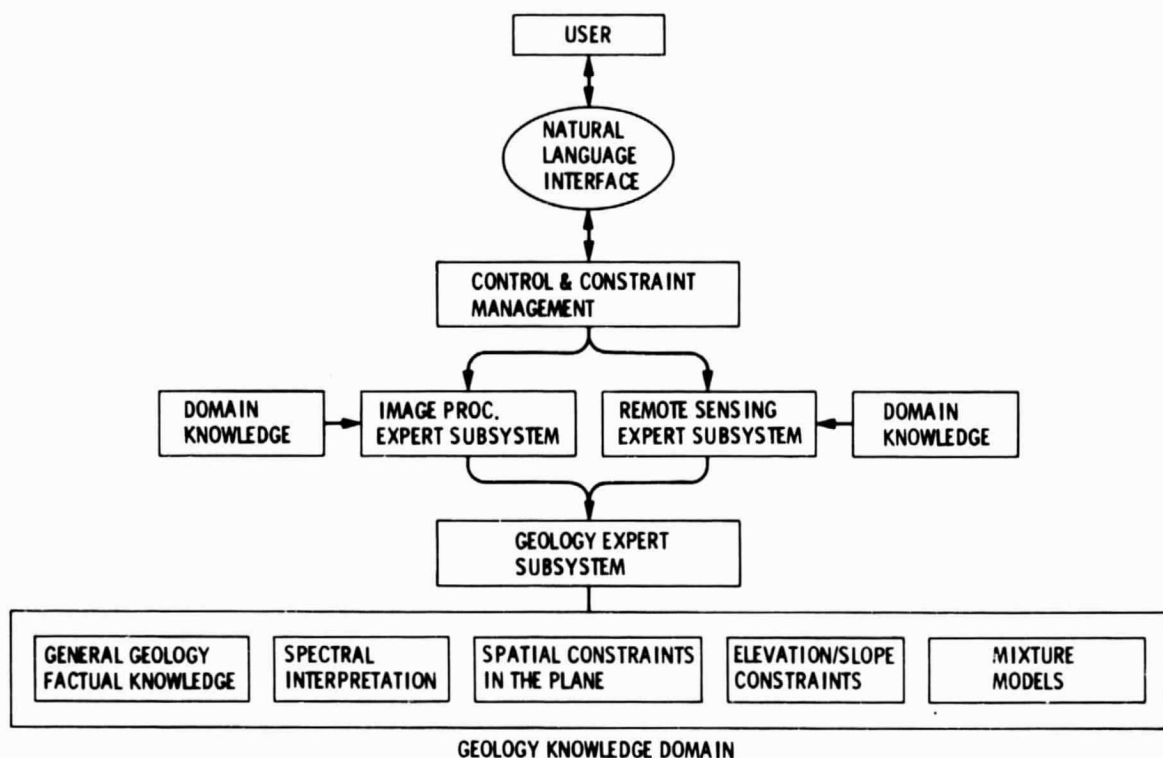 USER
NATURAL
LANGUAGE
INTERFACE
CONTROL & CONSTRAINT
MANAGEMENT
DOMAIN
KNOWLEDGE
IMAGE PROC.
EXPERT SUBSYSTEM
REMOTE SENSING
EXPERT SUBSYSTEM
DOMAIN
KNOWLEDGE
GEOLOGY EXPERT
SUBSYSTEM
GENERAL GEOLOGY
FACTUAL KNOWLEDGE
SPECTRAL
INTERPRETATION
SPATIAL CONSTRAINTS
IN THE PLANE
ELEVATION/SLOPE
CONSTRAINTS
MIXTURE
MODELS
GEOLOGY KNOWLEDGE DOMAIN